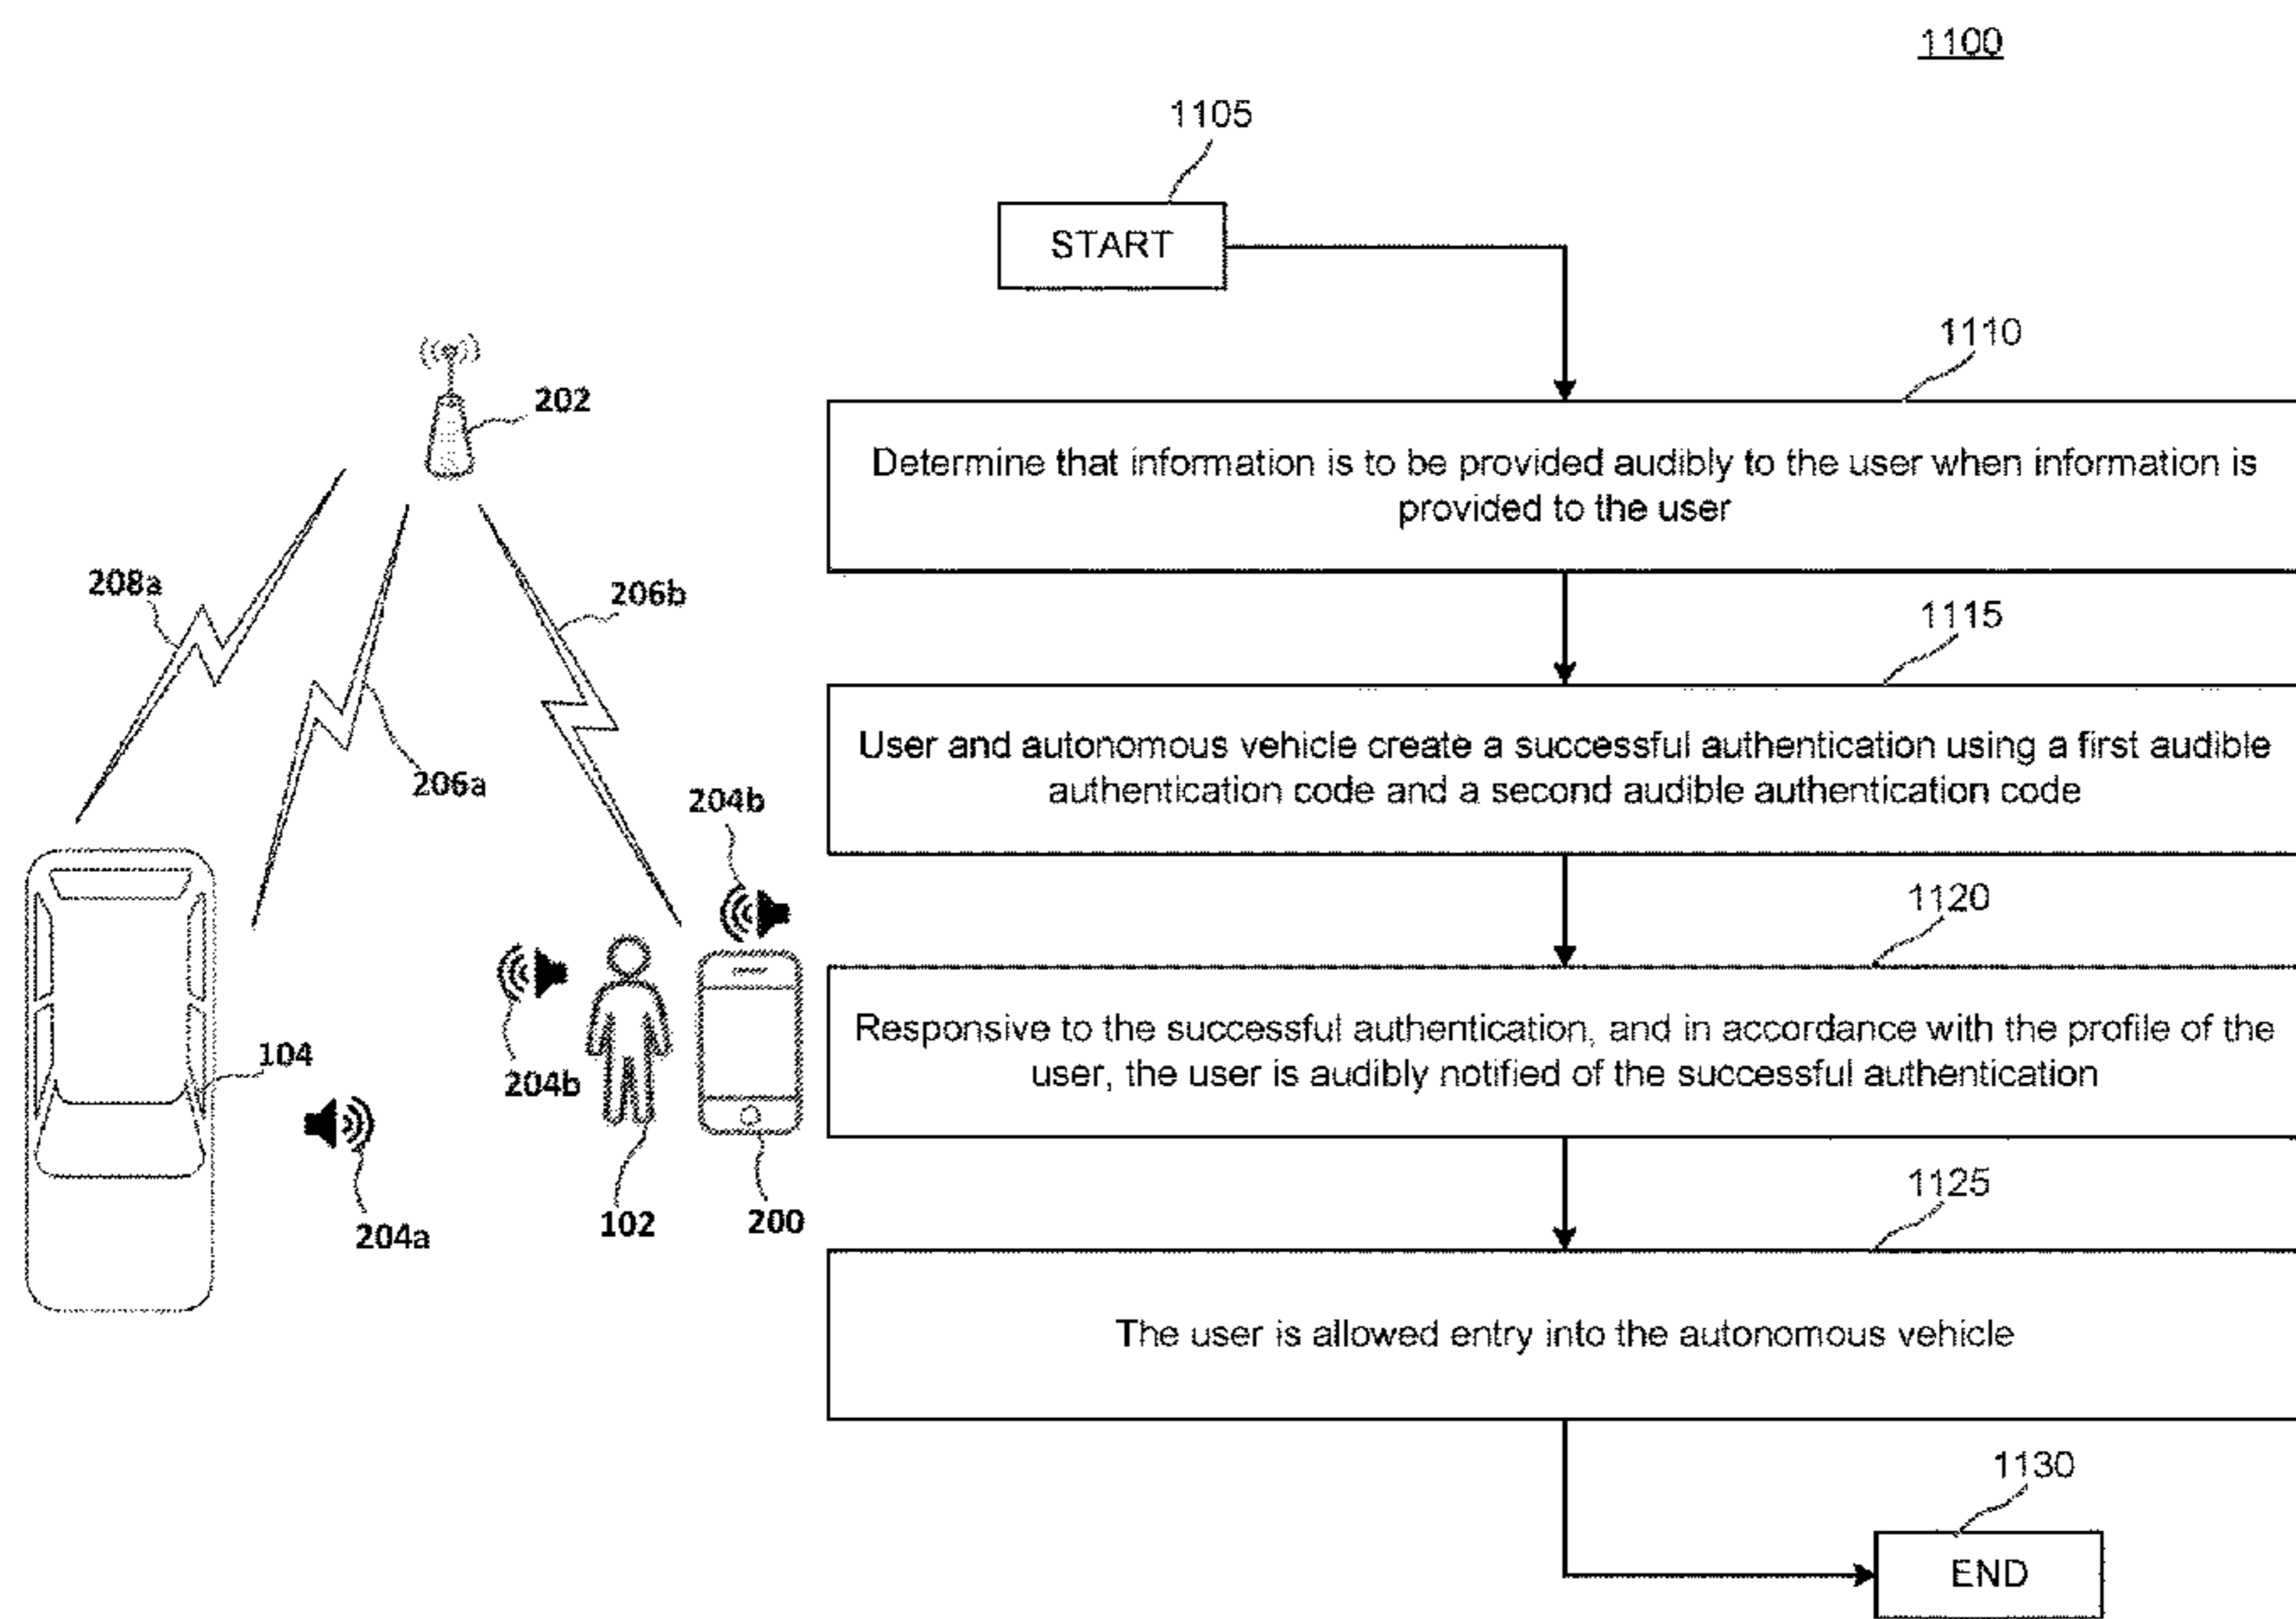 1100
1105
START
1110
Determine that information is to be provided audibly to the user when information is
provided to the user
1115
User and autonomous vehicle create a successful authentication using a first audible
authentication code and a second audible authentication code
1120
Responsive to the successful authentication, and in accordance with the profile of the
user, the user is audibly notified of the successful authentication
1125
The user is allowed entry into the autonomous vehicle
1130
END
202
208a
206b
206a
204b
104
204b
204a
102
200